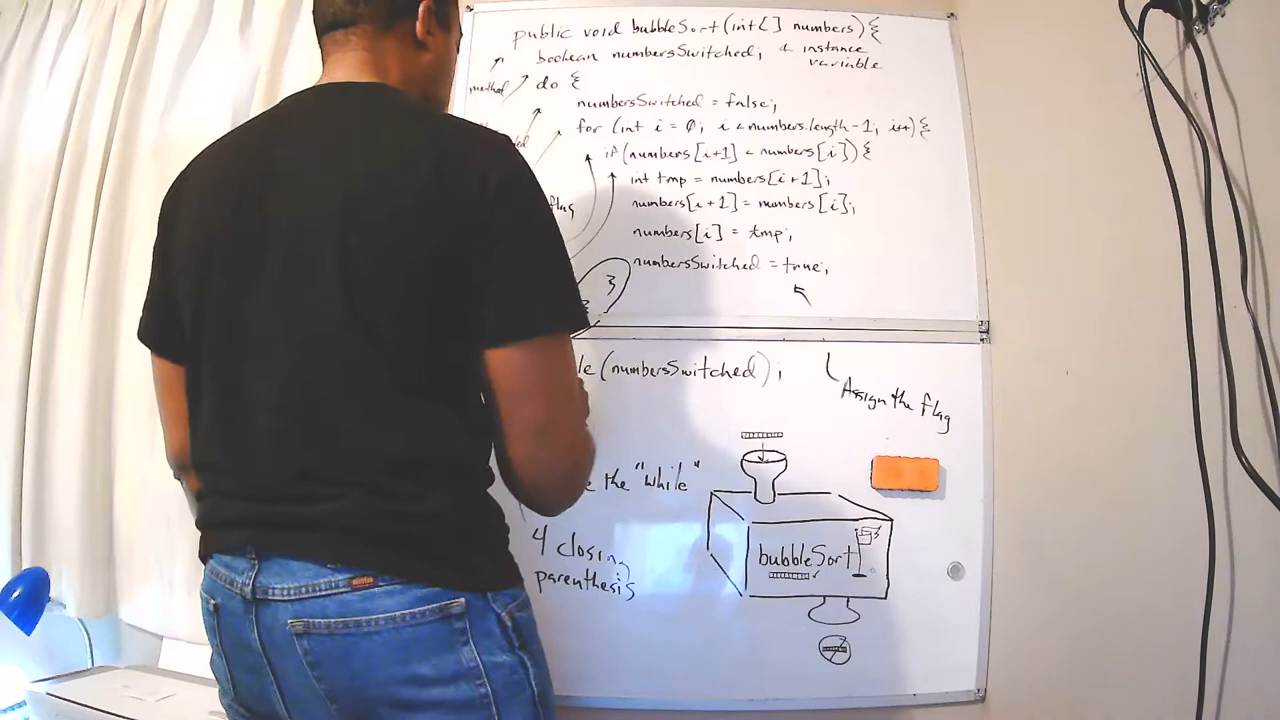 public void bubbleSort(int[] numbers){
boolean numbersSwitched; ← instance
variable
method
do {
numbersSwitched = false;
for (int i = 0; i < numbers.length-1; i++){
if(numbers[i+1] < numbers[i]){
int tmp = numbers[i+1];
numbers[i+1] = numbers[i];
flag
numbers[i] = tmp;
numbersSwitched = true;
}
(numbersSwitched);
Assign the flag
the "while"
4 closing
parenthesis
bubbleSort